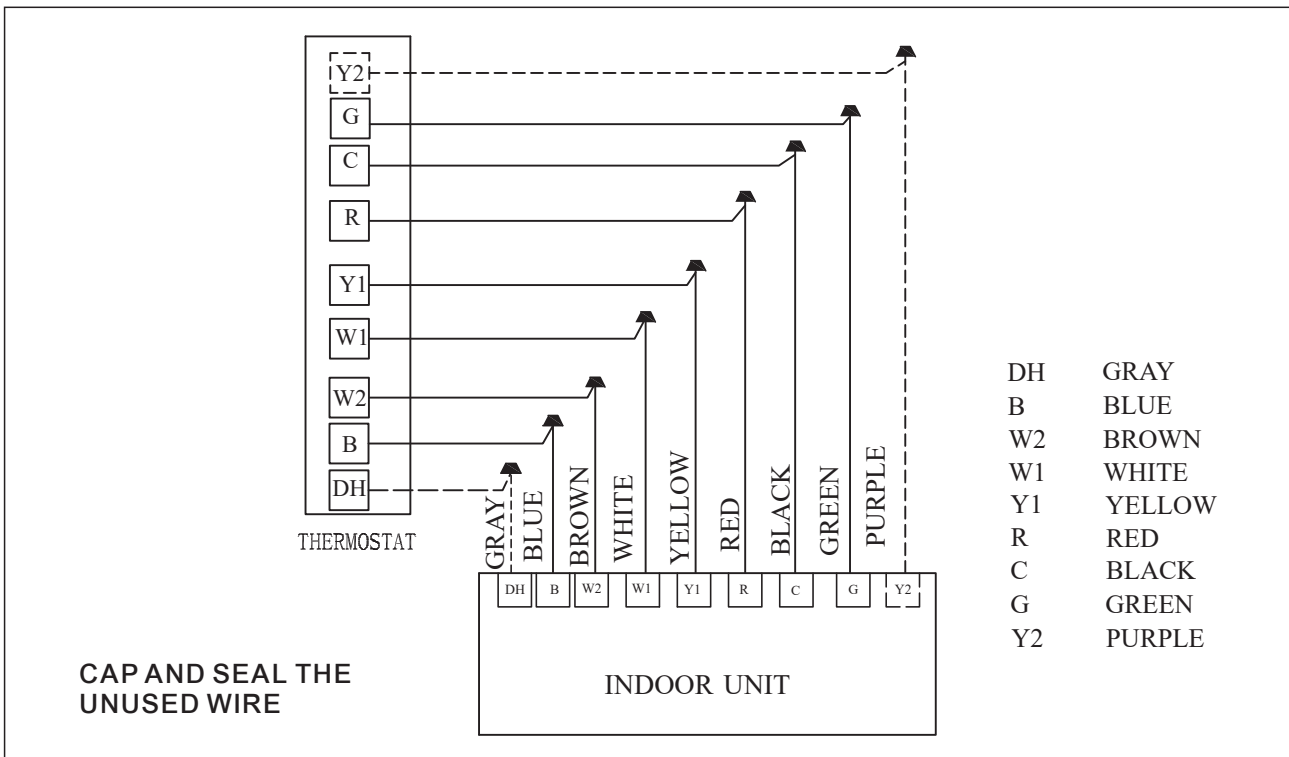 Y2
G
C
R
Y1
W1
W2
B
DH
THERMOSTAT
GRAY
BLUE
BROWN
WHITE
YELLOW
RED
BLACK
GREEN
PURPLE
DH B W2 W1 Y1 R C G Y2
INDOOR UNIT
CAP AND SEAL THE
UNUSED WIRE
DH GRAY
B BLUE
W2 BROWN
W1 WHITE
Y1 YELLOW
R RED
C BLACK
G GREEN
Y2 PURPLE